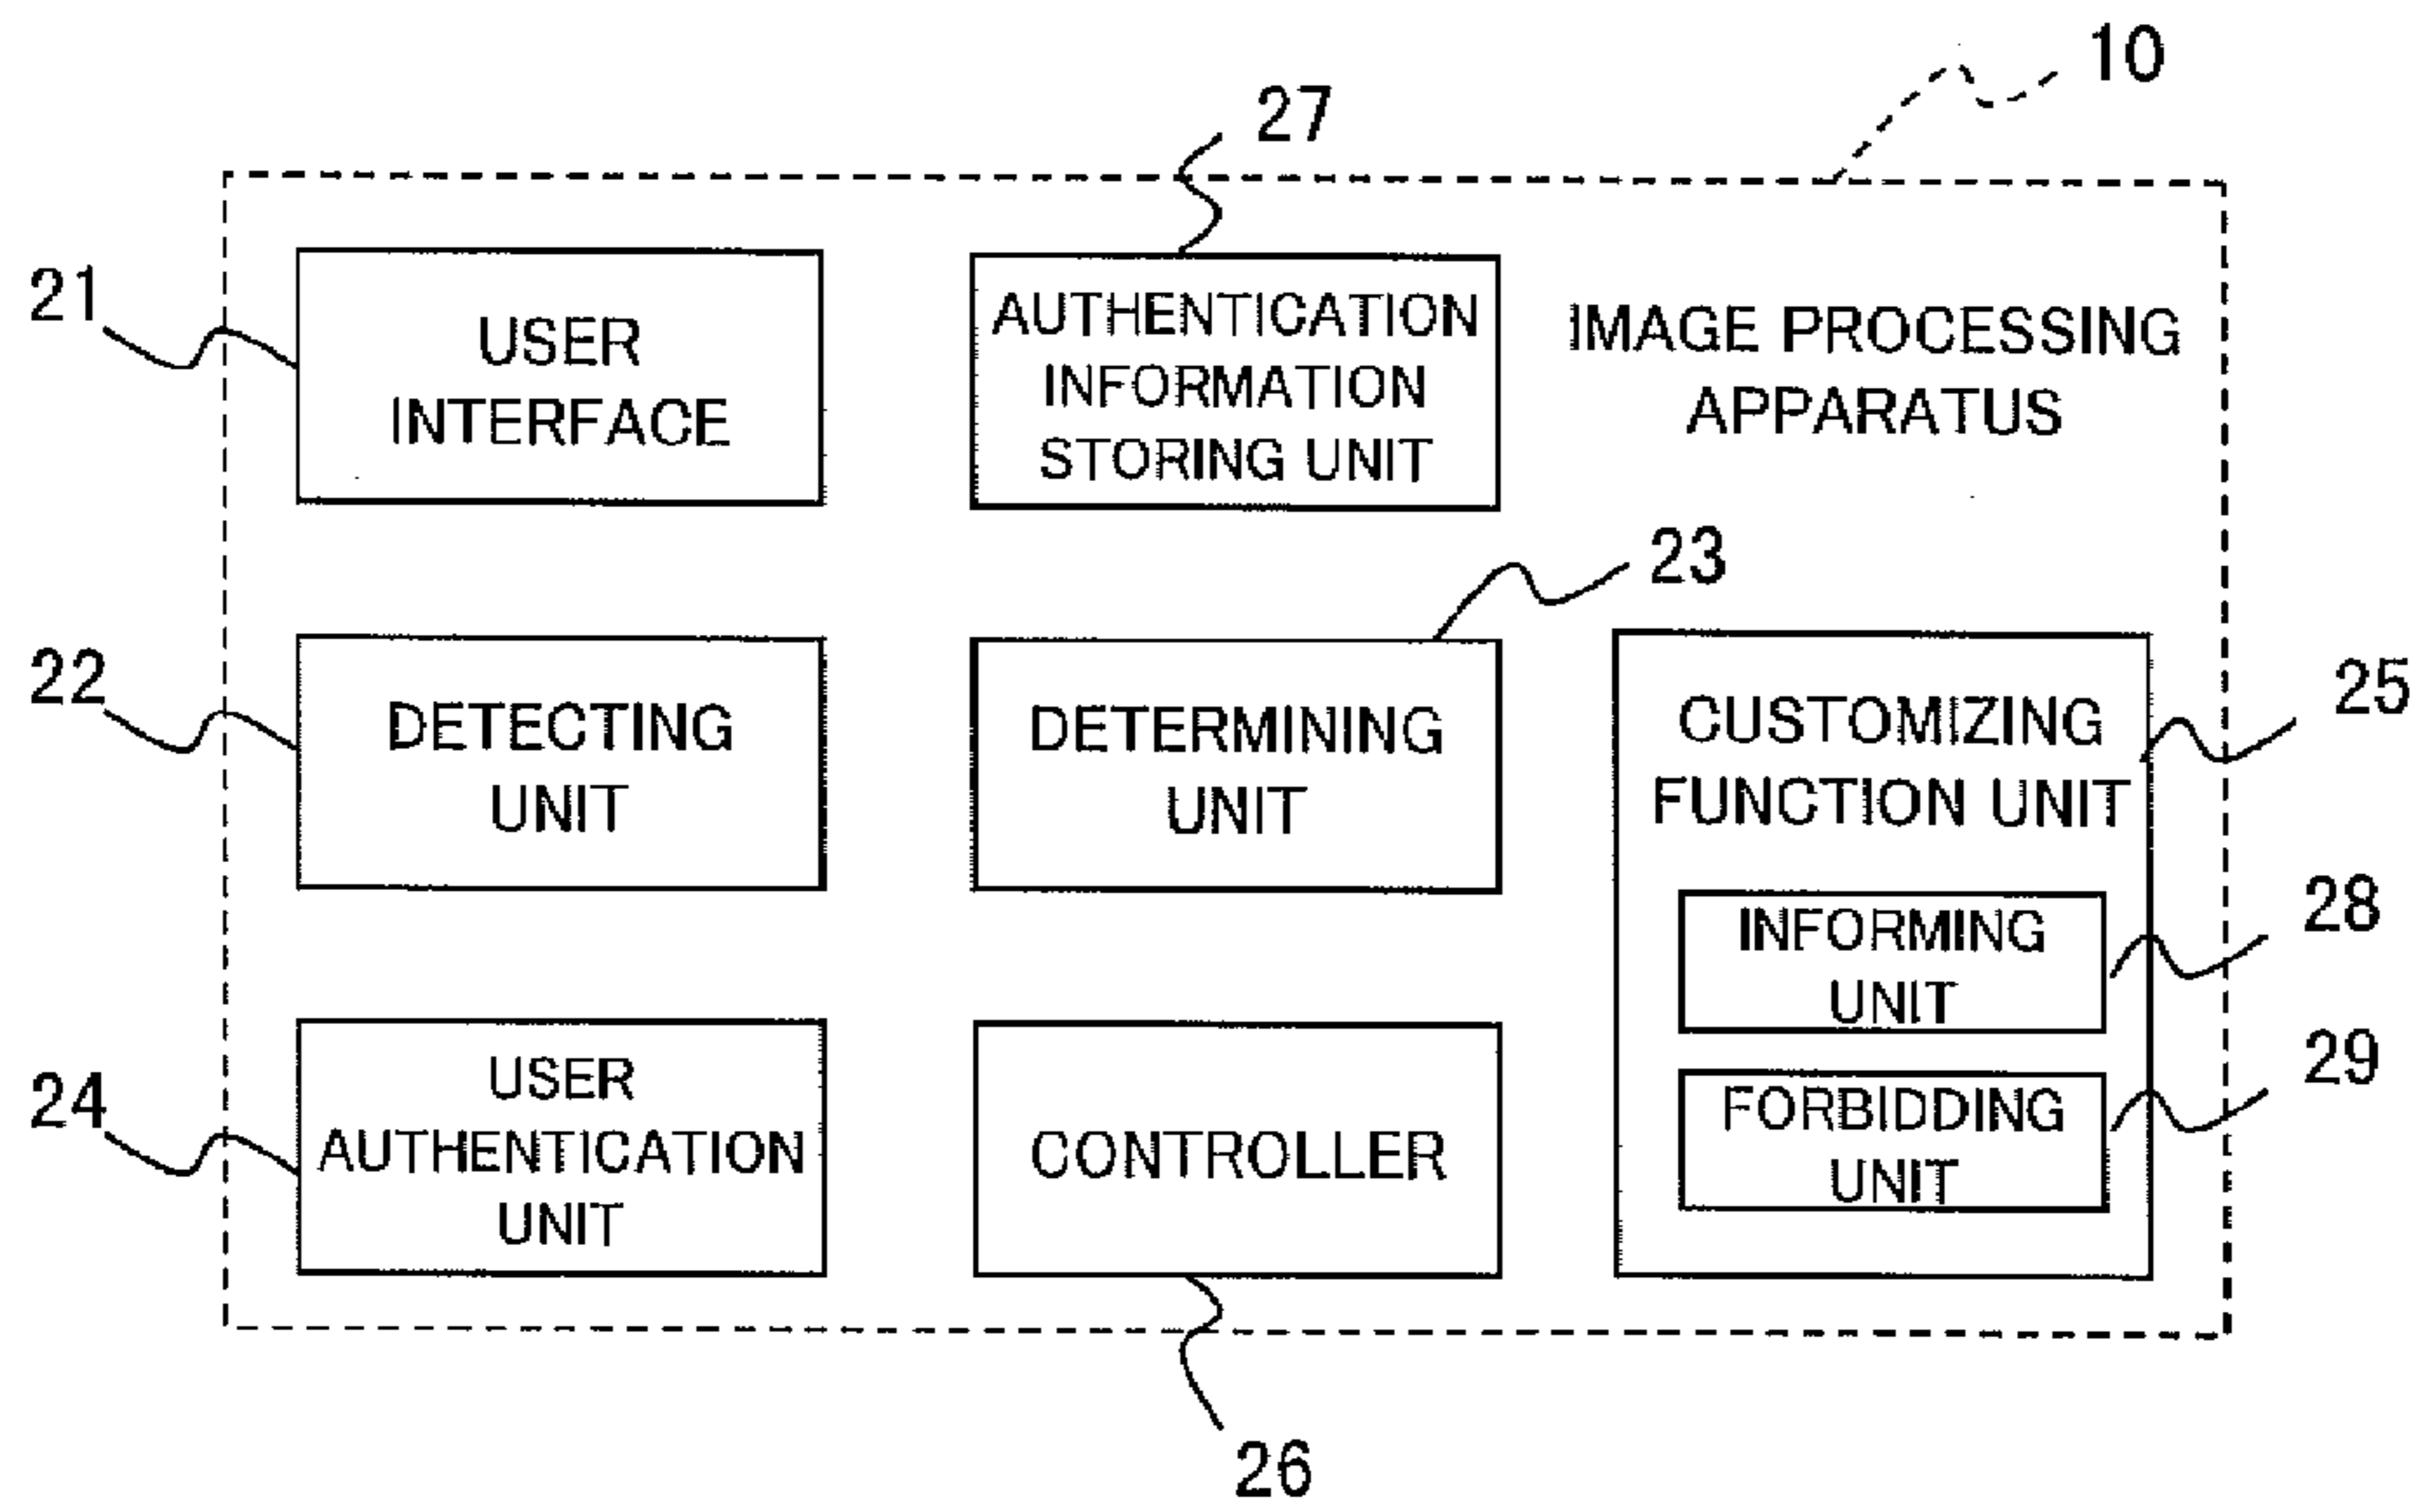 10
27
21
USER
INTERFACE
AUTHENTICATION
INFORMATION
STORING UNIT
IMAGE PROCESSING
APPARATUS
23
22
DETECTING
UNIT
DETERMINING
UNIT
25
CUSTOMIZING
FUNCTION UNIT
28
INFORMING
UNIT
29
FORBIDDING
UNIT
24
USER
AUTHENTICATION
UNIT
CONTROLLER
26